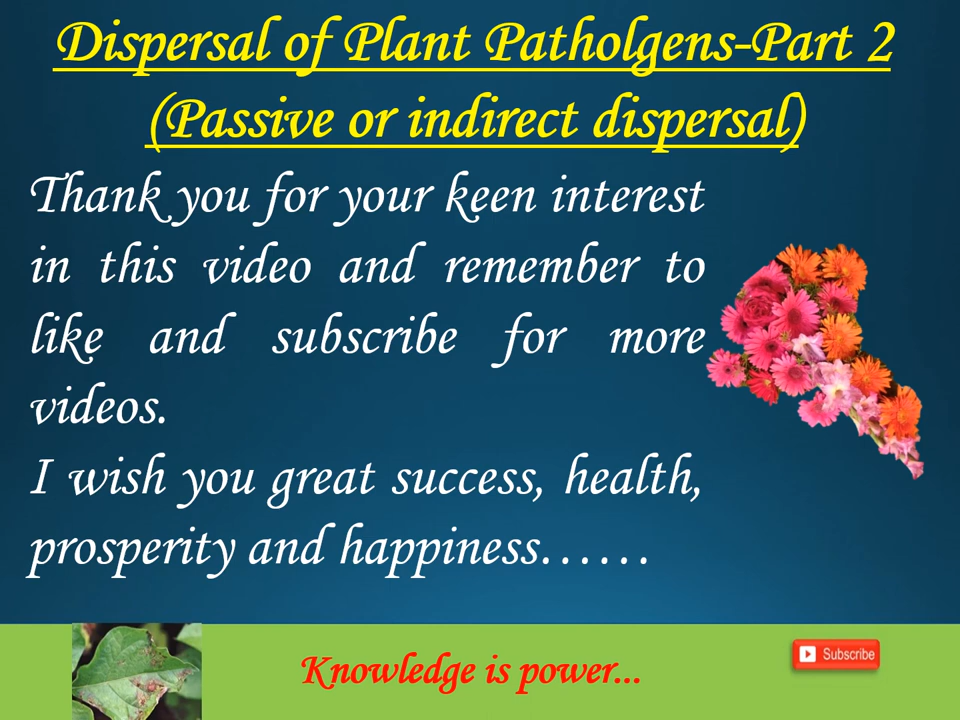 Dispersal of Plant Patholgens-Part 2
(Passive or indirect dispersal)
Thank you for your keen interest
in this video and remember to
like and subscribe for more
videos.
I wish you great success, health,
prosperity and happiness……
Knowledge is power...
Subscribe